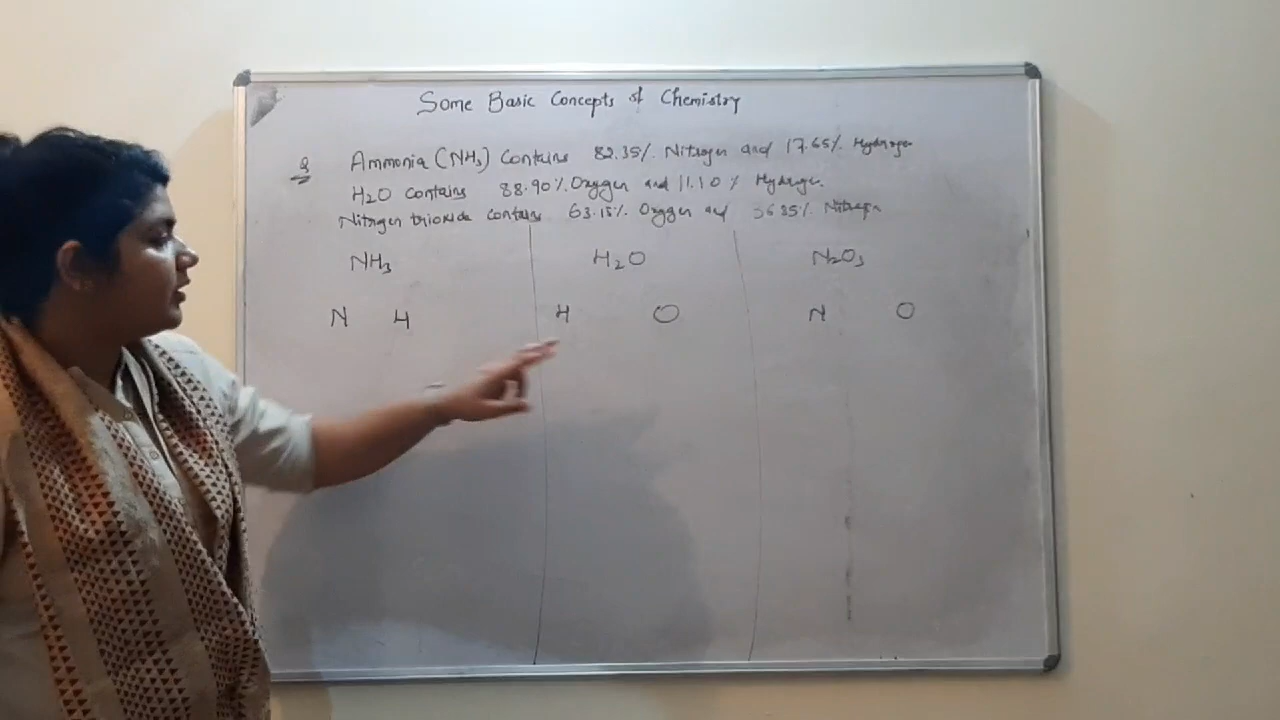 Some Basic Concepts of Chemistry
Q Ammonia (NH3) Contains 82.35% Nitrogen and 17.65% Hydrogen
H2O contains 88.90% Oxygen and 11.10% Hydrogen.
Nitrogen trioxide contains 63.15% Oxygen and 36.85% Nitrogen
NH3 H2O N2O3
N H H O N O